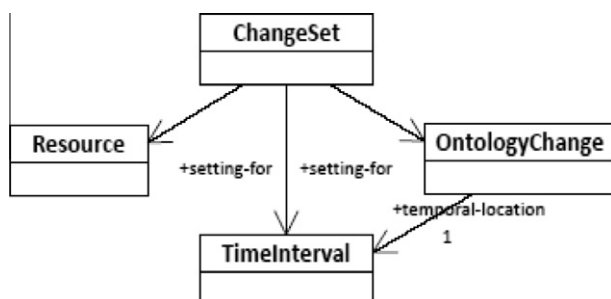 ChangeSet
Resource
OntologyChange
+setting-for
+setting-for
+temporal-location
1
TimeInterval